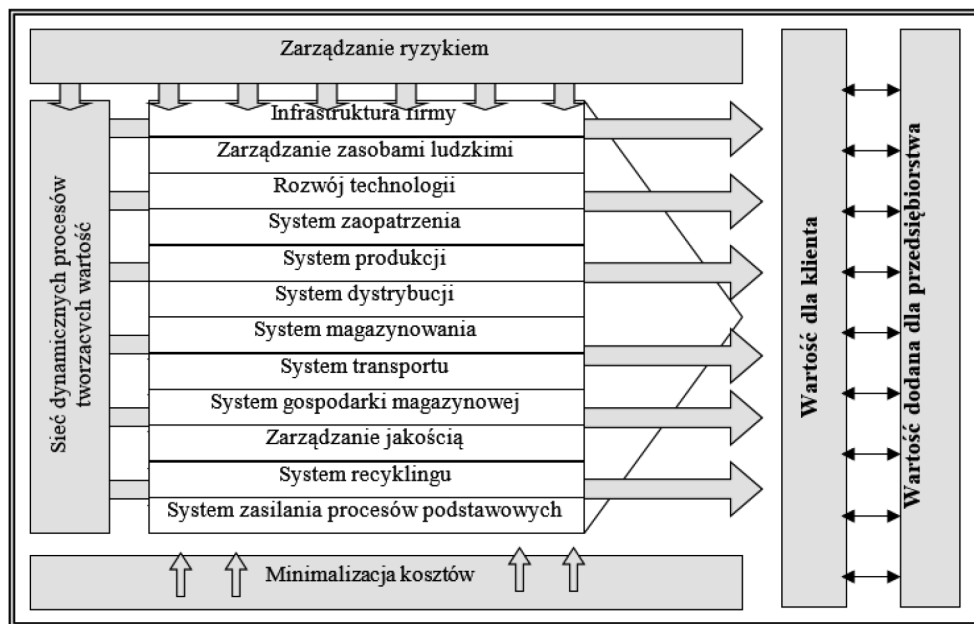 Zarządzanie ryzykiem
Sieć dynamicznych procesów
tworzących wartość
Infrastruktura firmy
Zarządzanie zasobami ludzkimi
Rozwój technologii
System zaopatrzenia
System produkcji
System dystrybucji
System magazynowania
System transportu
System gospodarki magazynowej
Zarządzanie jakością
System recyklingu
System zasilania procesów podstawowych
Minimalizacja kosztów
Wartość dla klienta
Wartość dodana dla przedsiębiorstwa